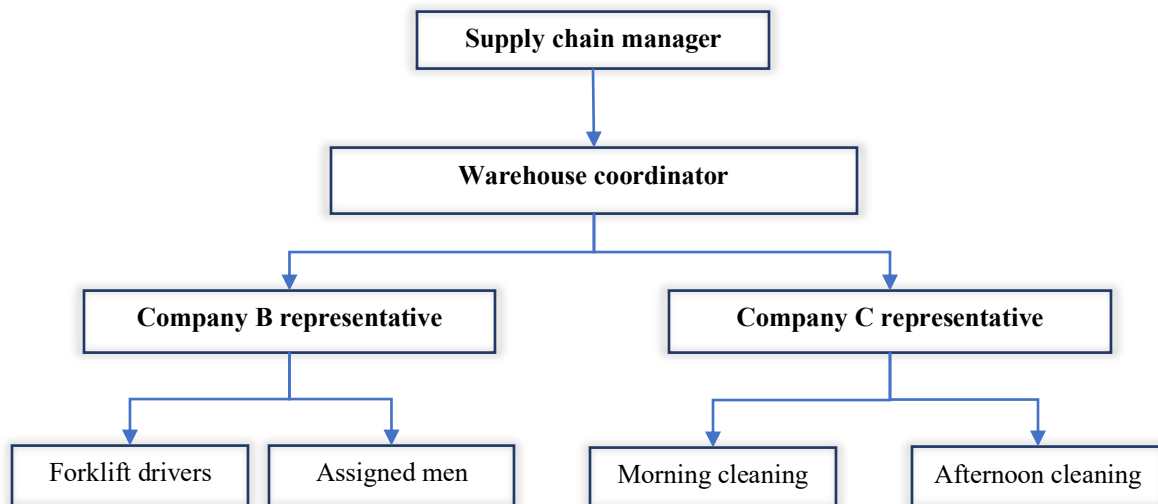 Supply chain manager
Warehouse coordinator
Company B representative
Company C representative
Forklift drivers
Assigned men
Morning cleaning
Afternoon cleaning